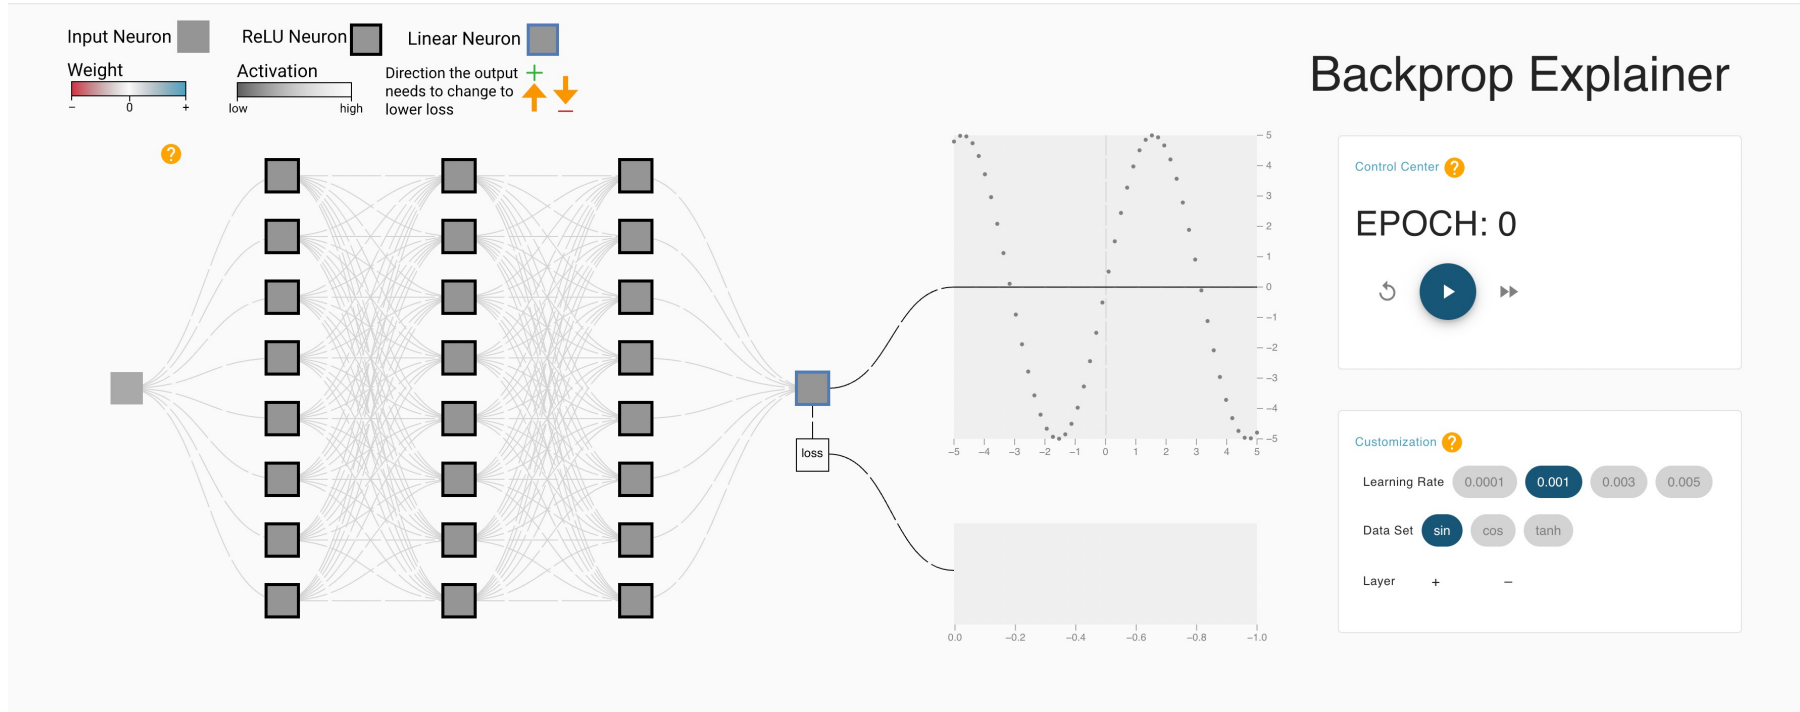 Input Neuron
ReLU Neuron
Linear Neuron
Weight
− 0 +
Activation
low high
Direction the output +
needs to change to
lower loss −
?
Backprop Explainer
Control Center ?
EPOCH: 0
5
4
3
2
1
0
−1
−2
−3
−4
−5
−5 −4 −3 −2 −1 0 1 2 3 4 5
loss
0.0 −0.2 −0.4 −0.6 −0.8 −1.0
Customization ?
Learning Rate 0.0001 0.001 0.003 0.005
Data Set sin cos tanh
Layer + −